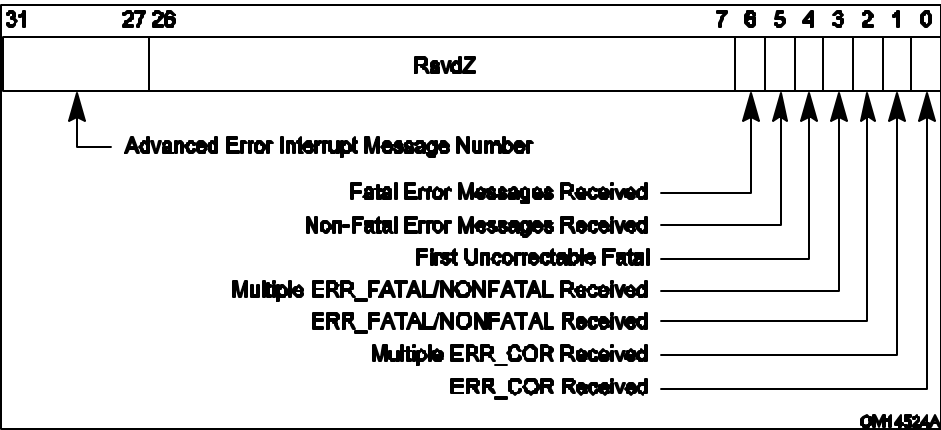 31 27 26 7 6 5 4 3 2 1 0
RsvdZ
Advanced Error Interrupt Message Number
Fatal Error Messages Received
Non-Fatal Error Messages Received
First Uncorrectable Fatal
Multiple ERR_FATAL/NONFATAL Received
ERR_FATAL/NONFATAL Received
Multiple ERR_COR Received
ERR_COR Received
OM14524A